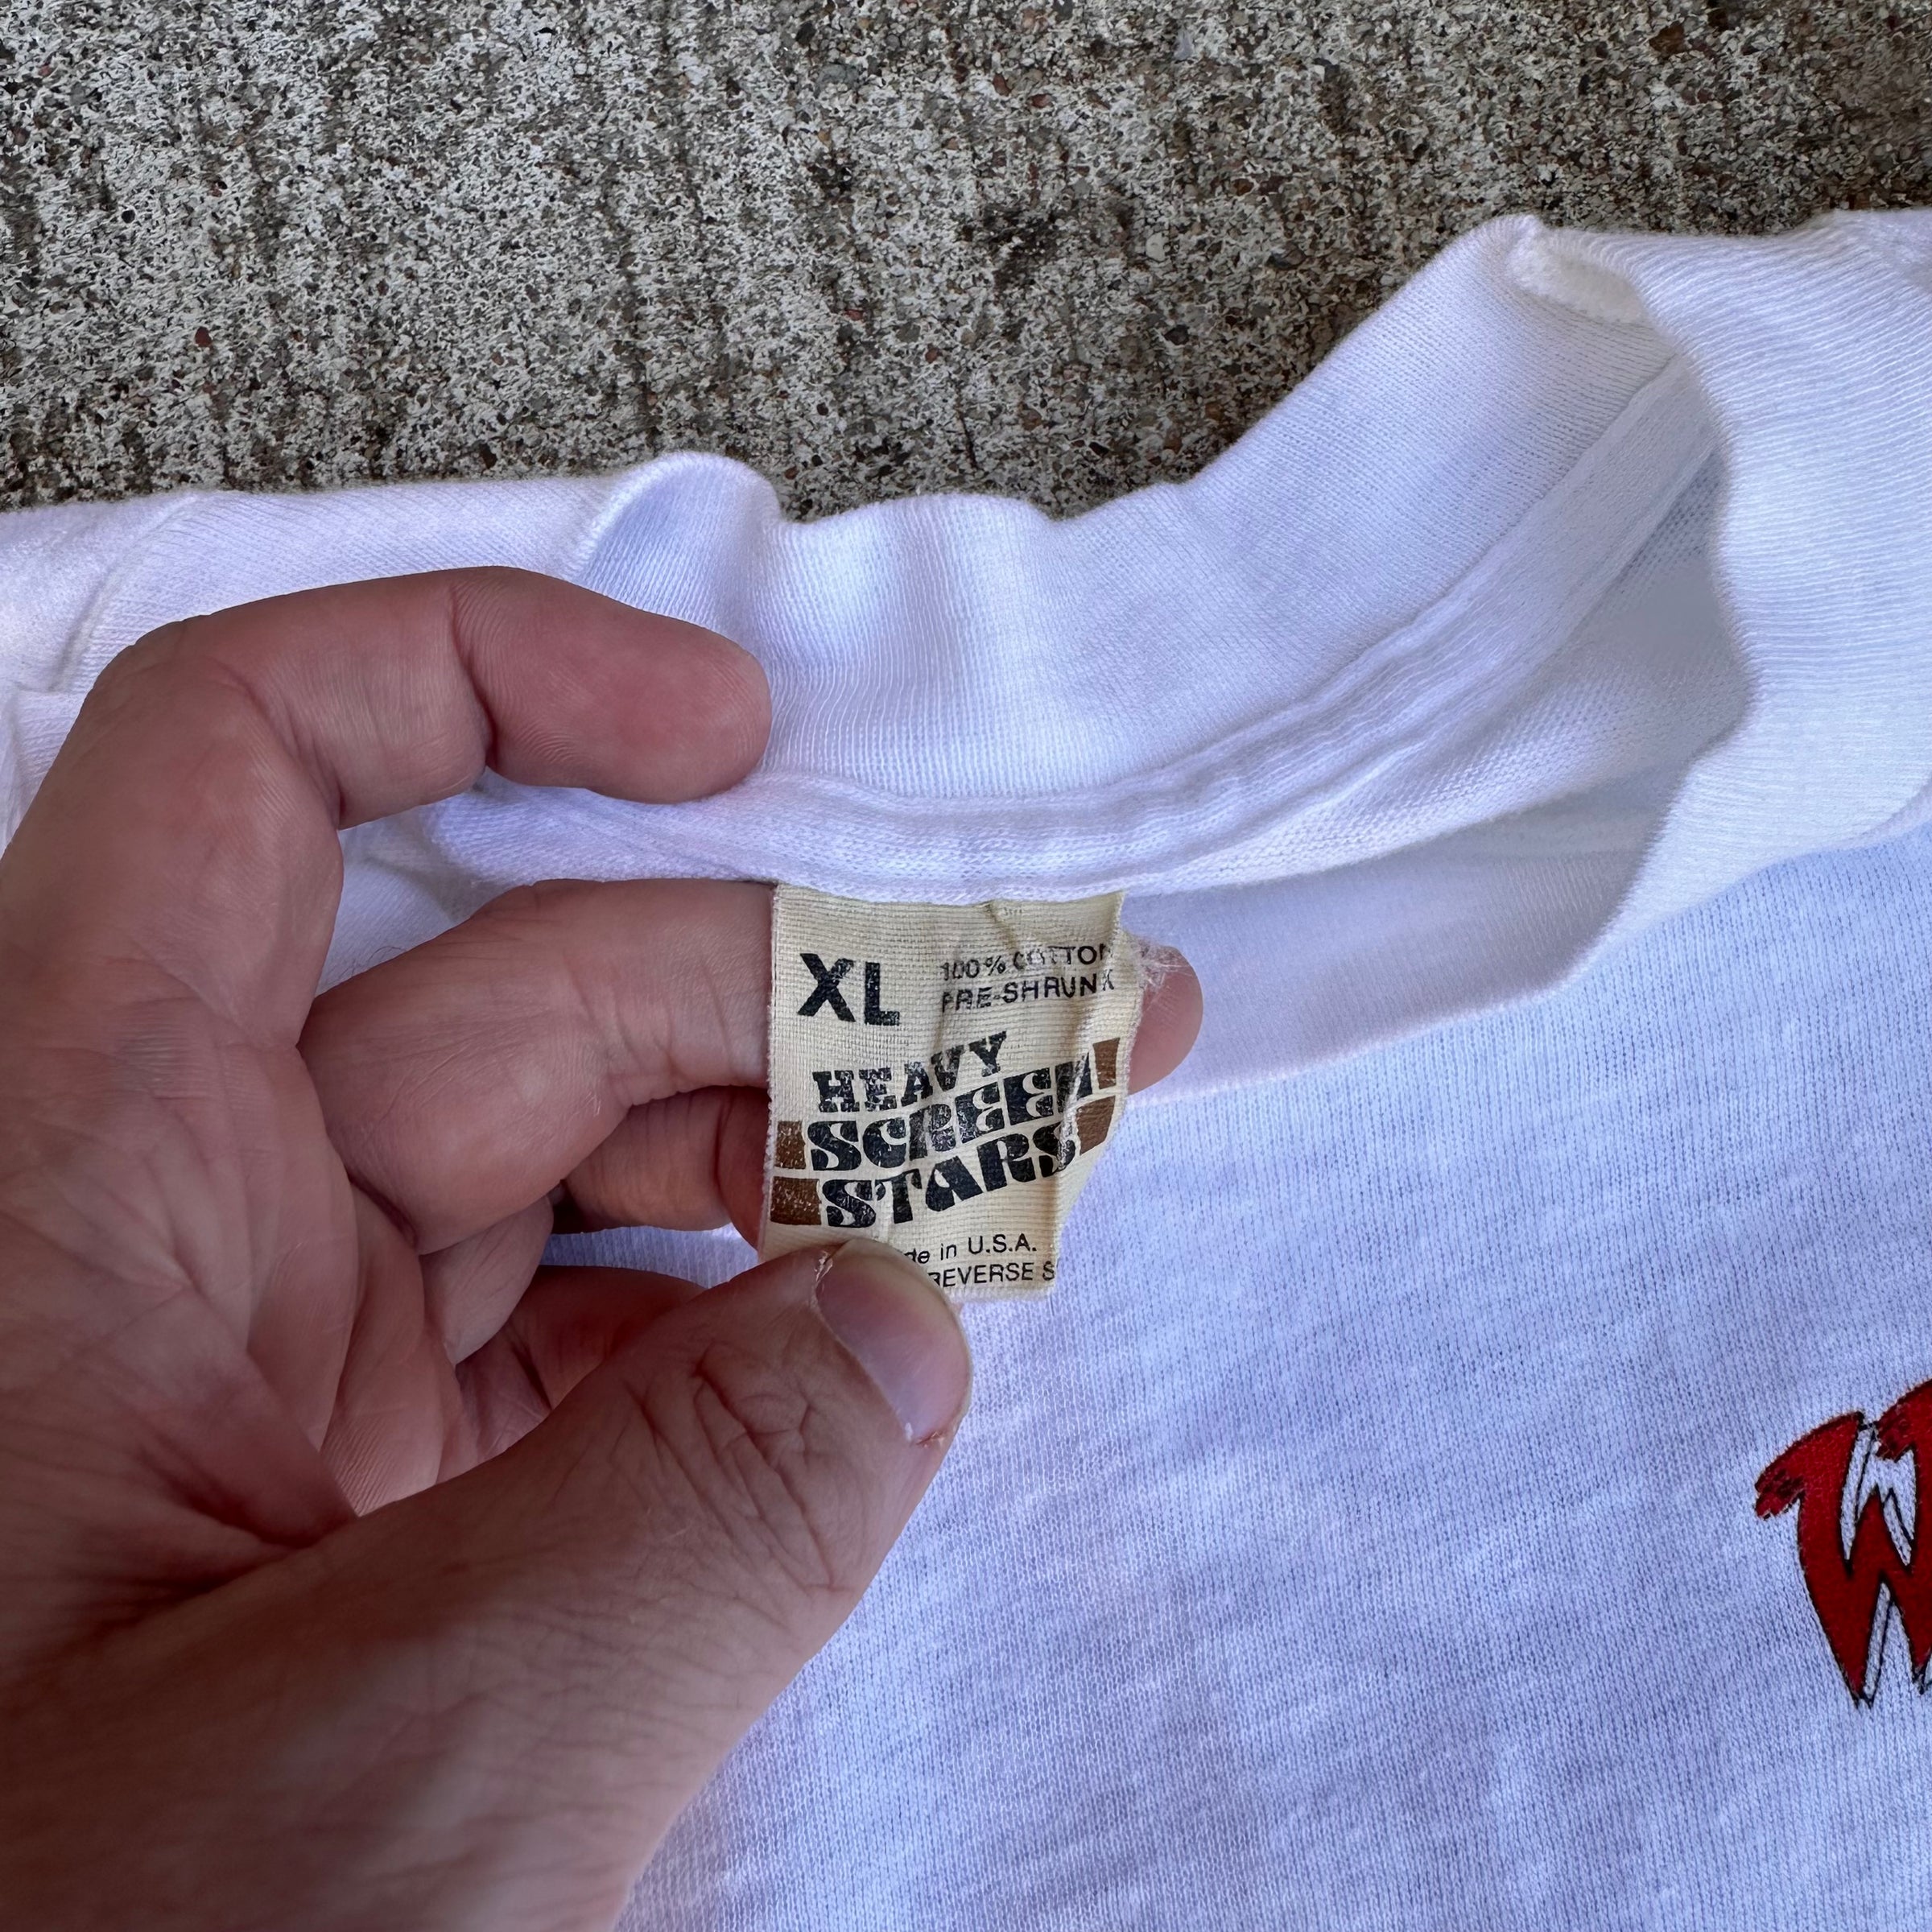 XL
100% COTTON
PRE-SHRUNK
HEAVY
SCREEN
STARS
de in U.S.A.
REVERSE S
W